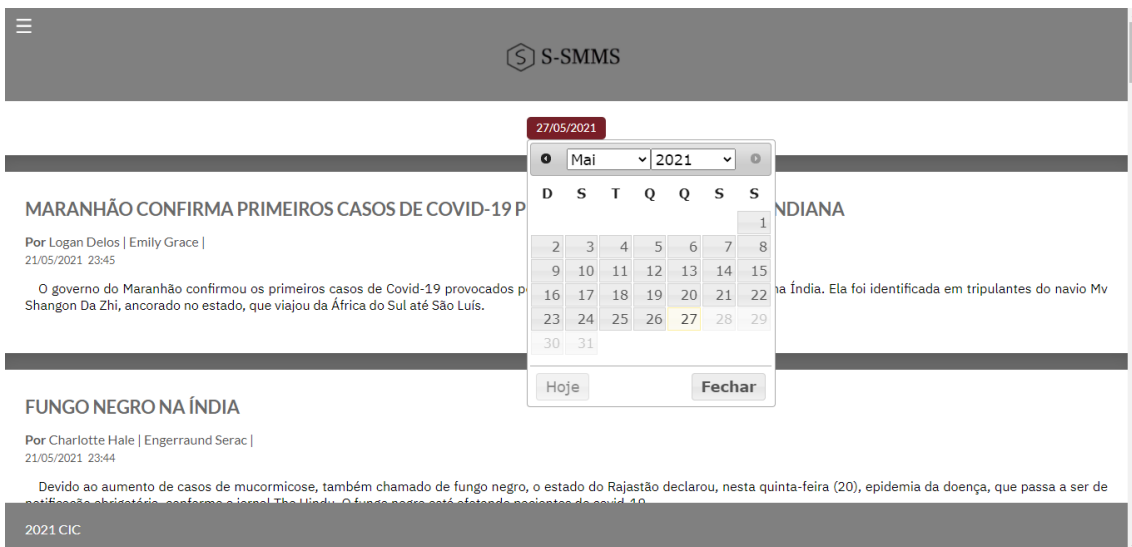 ☰
S-SMMS
27/05/2021
Mai 2021
D S T Q Q S S
1
2 3 4 5 6 7 8
9 10 11 12 13 14 15
16 17 18 19 20 21 22
23 24 25 26 27 28 29
30 31
Hoje Fechar
MARANHÃO CONFIRMA PRIMEIROS CASOS DE COVID-19 P NDIANA
Por Logan Delos | Emily Grace |
21/05/2021 23:45
O governo do Maranhão confirmou os primeiros casos de Covid-19 provocados na Índia. Ela foi identificada em tripulantes do navio Mv
Shangon Da Zhi, ancorado no estado, que viajou da África do Sul até São Luís.
FUNGO NEGRO NA ÍNDIA
Por Charlotte Hale | Engerraund Serac |
21/05/2021 23:44
Devido ao aumento de casos de mucormicose, também chamado de fungo negro, o estado do Rajastão declarou, nesta quinta-feira (20), epidemia da doença, que passa a ser de
2021 CIC